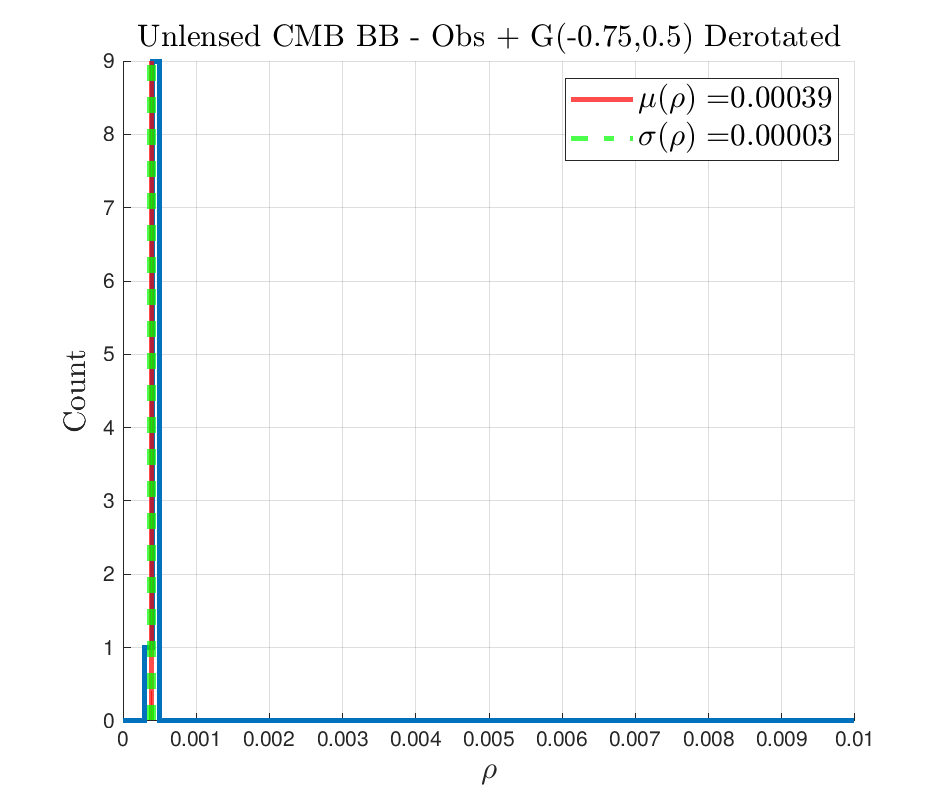 Unlensed CMB BB - Obs + G(-0.75,0.5) Derotated
μ(ρ) =0.00039
σ(ρ) =0.00003
Count
9
8
7
6
5
4
3
2
1
0
0 0.001 0.002 0.003 0.004 0.005 0.006 0.007 0.008 0.009 0.01
ρ